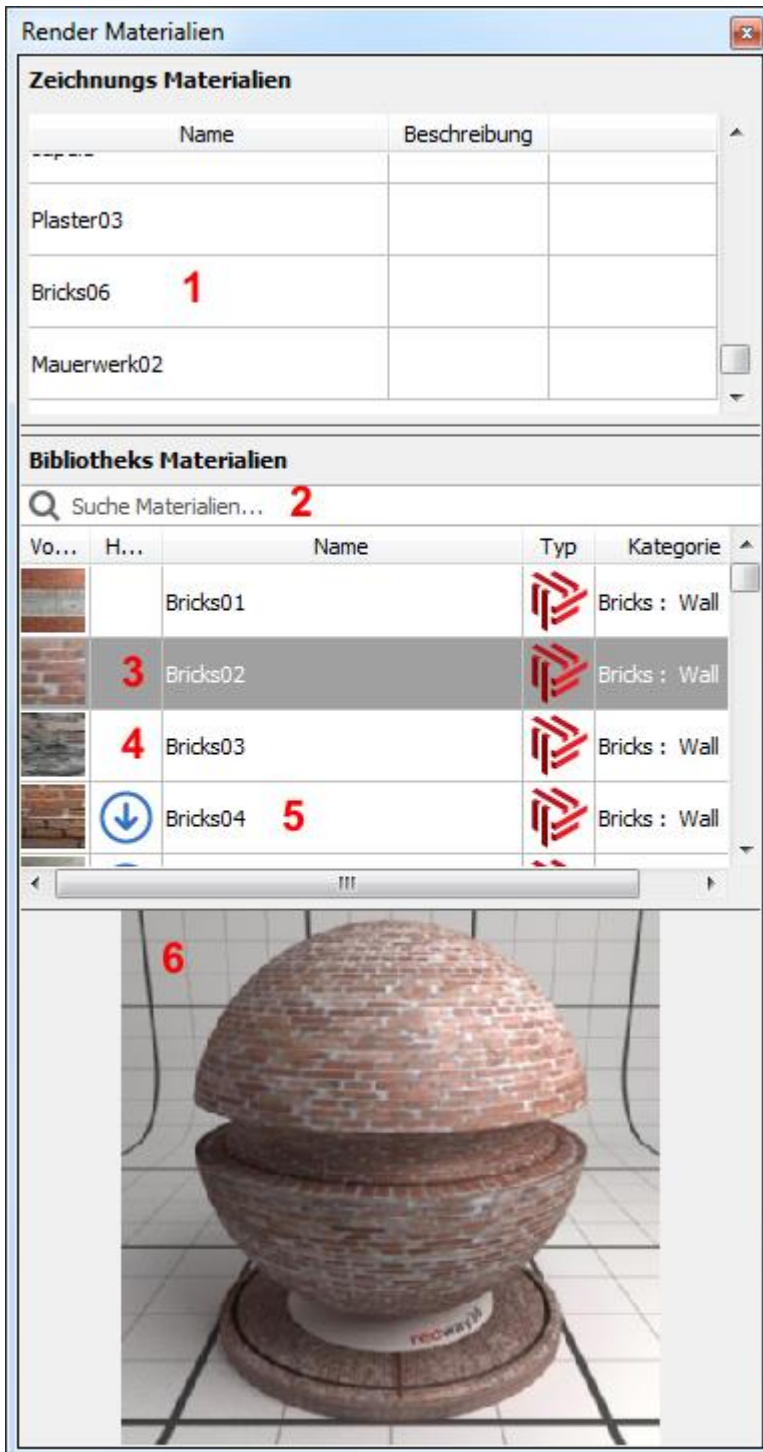 Render Materialien
Zeichnungs Materialien
Name Beschreibung
Plaster03
Bricks06 1
Mauerwerk02
Bibliotheks Materialien
Suche Materialien... 2
Vo... H... Name Typ Kategorie
Bricks01 Bricks : Wall
3 Bricks02 Bricks : Wall
4 Bricks03 Bricks : Wall
Bricks04 5 Bricks : Wall
6
redway3d